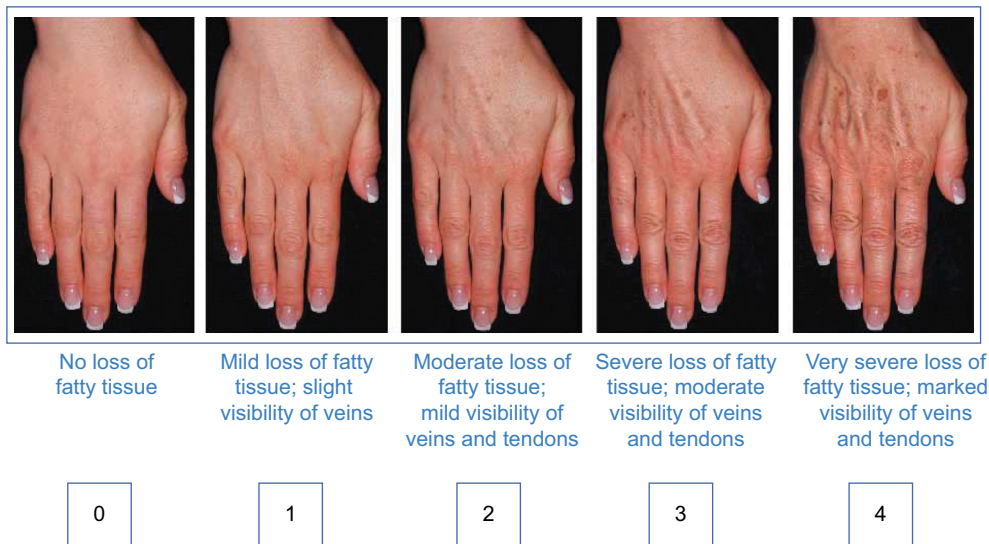 No loss of
fatty tissue
Mild loss of fatty
tissue; slight
visibility of veins
Moderate loss of
fatty tissue;
mild visibility of
veins and tendons
Severe loss of fatty
tissue; moderate
visibility of veins
and tendons
Very severe loss of
fatty tissue; marked
visibility of veins
and tendons
0
1
2
3
4